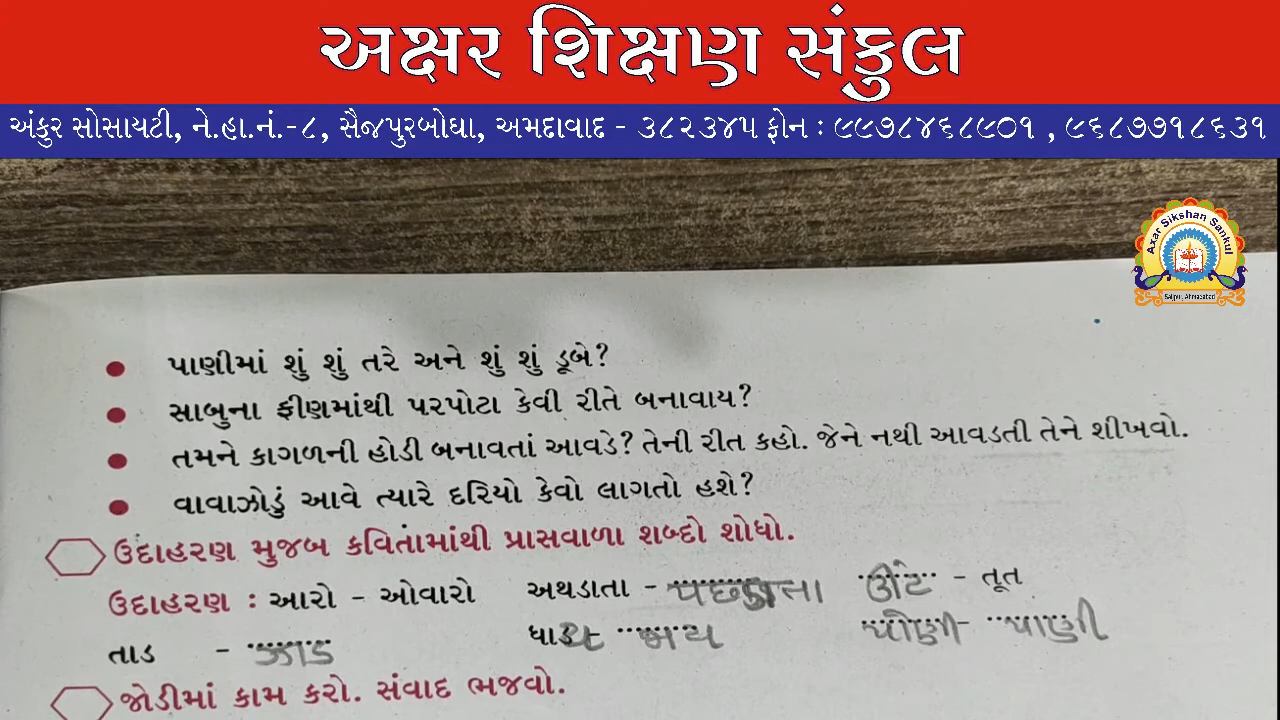 અક્ષર શિક્ષણ સંકુલ
અંકુર સોસાયટી, ને.હા.નં.-૮, સૈજપુરબોઘા, અમદાવાદ - ૩૮૨૩૪૫ ફોન : ૯૯૭૮૪૬૮૯૦૧ , ૯૬૮૭૭૧૮૬૩૧
Axar Sikshan Sankul
Saijpur, Ahmedabad
પાણીમાં શું શું તરે અને શું શું ડૂબે?
સાબુના ફીણમાંથી પરપોટા કેવી રીતે બનાવાય?
તમને કાગળની હોડી બનાવતાં આવડે? તેની રીત કહો. જેને નથી આવડતી તેને શીખવો.
વાવાઝોડું આવે ત્યારે દરિયો કેવો લાગતો હશે?
ઉદાહરણ મુજબ કવિતામાંથી પ્રાસવાળા શબ્દો શોધો.
ઉદાહરણ : આરો - ઓવારો અથડાતા - પછડાતા ઊંટ - તૂત
તાડ - ઝાડ ધાડ - પાણી
જોડીમાં કામ કરો. સંવાદ ભજવો.